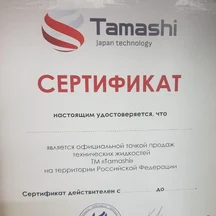 Tamashi
Japan technology
СЕРТИФИКАТ
настоящим удостоверяется, что
является официальной точкой продаж
технических жидкостей
ТМ «Tamashi»
на территории Российской Федерации
Сертификат действителен с до